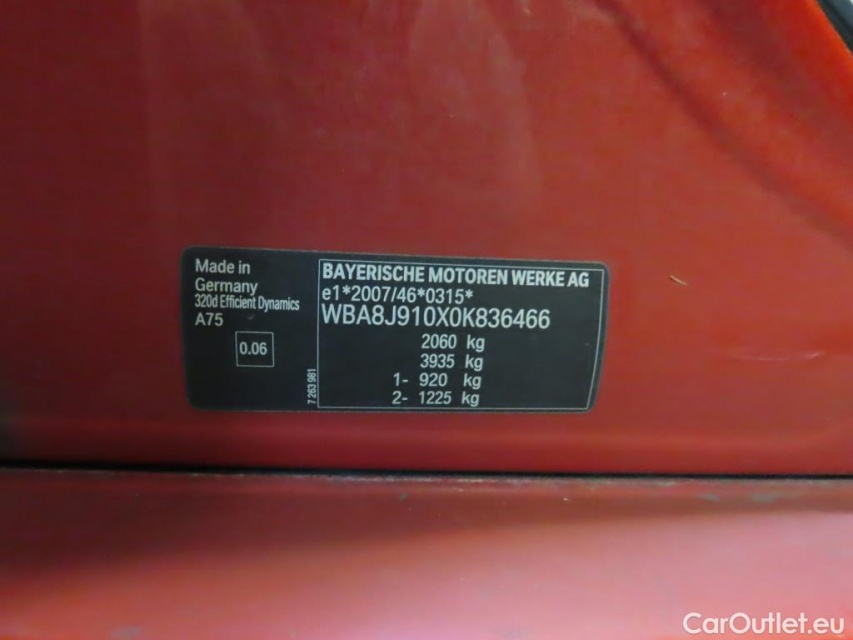 Made in
Germany
320d Efficient Dynamics
A75
0.06
7 263 981
BAYERISCHE MOTOREN WERKE AG
e1*2007/46*0315*
WBA8J910X0K836466
2060 kg
3935 kg
1- 920 kg
2- 1225 kg
CarOutlet.eu